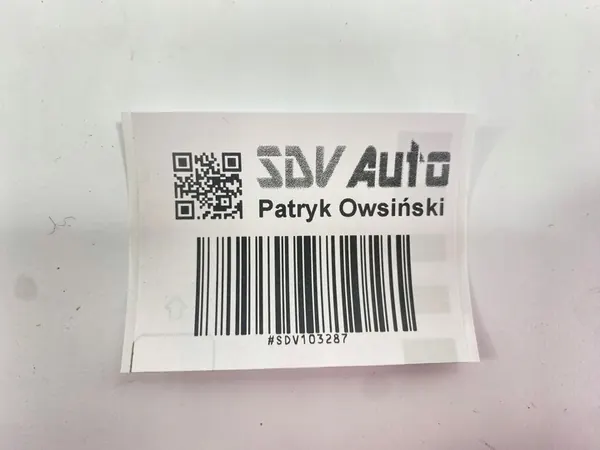 SDV Auto
Patryk Owsiński
#SDV103287